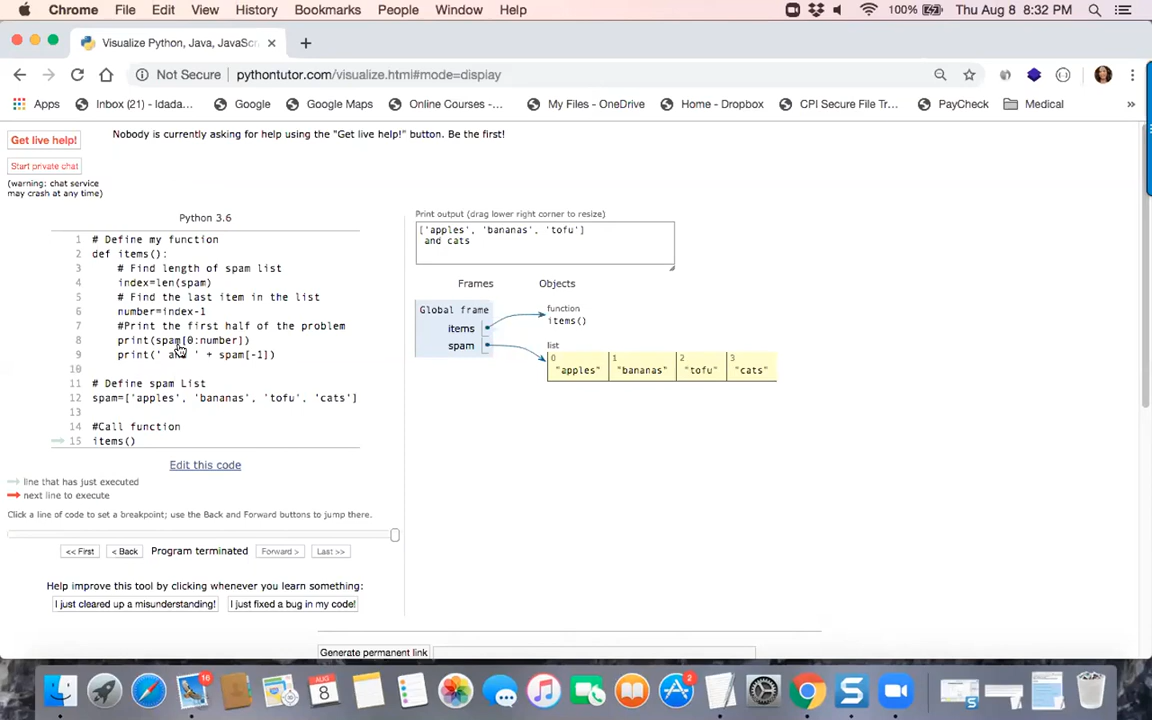 Chrome File Edit View History Bookmarks People Window Help 100% Thu Aug 8 8:32 PM
Visualize Python, Java, JavaScr
Not Secure pythontutor.com/visualize.html#mode=display
Apps Inbox (21) - Idada... Google Google Maps Online Courses -... My Files - OneDrive Home - Dropbox CPI Secure File Tr... PayCheck Medical »
Get live help!
Nobody is currently asking for help using the "Get live help!" button. Be the first!
Start private chat
(warning: chat service
may crash at any time)
Python 3.6
1 # Define my function
2 def items():
3 # Find length of spam list
4 index=len(spam)
5 # Find the last item in the list
6 number=index-1
7 #Print the first half of the problem
8 print(spam[0:number])
9 print(' and ' + spam[-1])
10
11 # Define spam List
12 spam=['apples', 'bananas', 'tofu', 'cats']
13
14 #Call function
15 items()
Edit this code
line that has just executed
next line to execute
Click a line of code to set a breakpoint; use the Back and Forward buttons to jump there.
<< First < Back Program terminated Forward > Last >>
Help improve this tool by clicking whenever you learn something:
I just cleared up a misunderstanding! I just fixed a bug in my code!
Print output (drag lower right corner to resize)
['apples', 'bananas', 'tofu']
and cats
Frames Objects
Global frame
items
spam
function
items()
list
0 1 2 3
"apples" "bananas" "tofu" "cats"
Generate permanent link
16
AUG
8
2